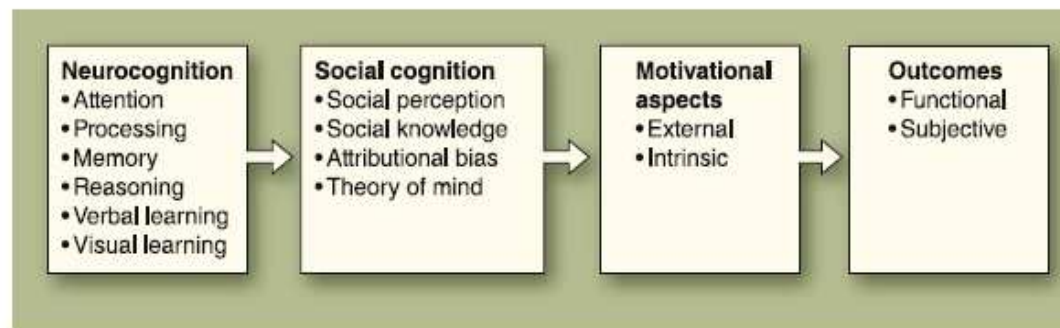 Neurocognition
• Attention
• Processing
• Memory
• Reasoning
• Verbal learning
• Visual learning
Social cognition
• Social perception
• Social knowledge
• Attributional bias
• Theory of mind
Motivational
aspects
• External
• Intrinsic
Outcomes
• Functional
• Subjective